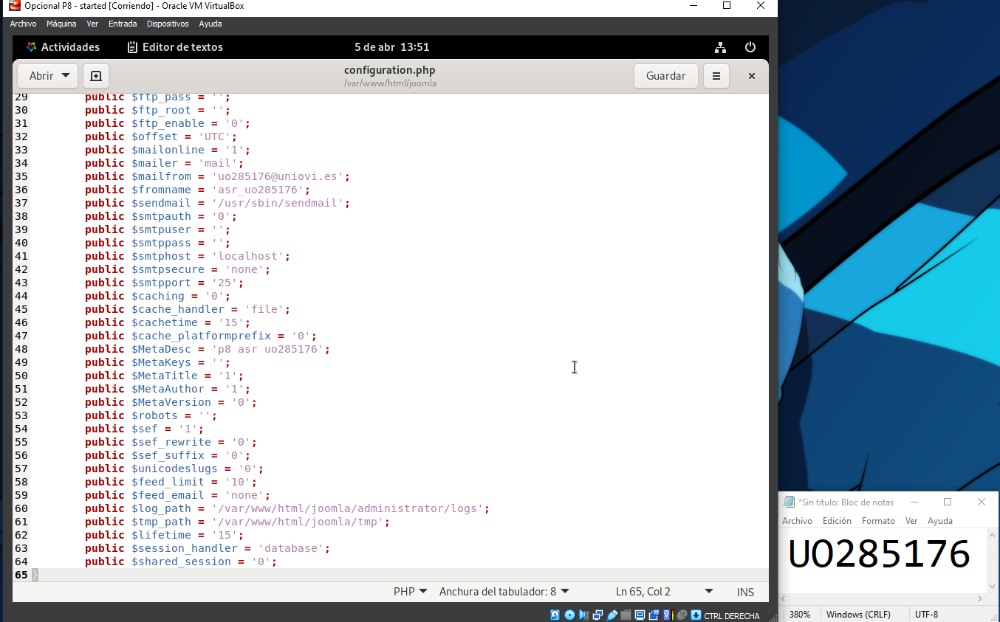 Opcional P8 - started [Corriendo] - Oracle VM VirtualBox
Archivo Máquina Ver Entrada Dispositivos Ayuda
Actividades Editor de textos 5 de abr 13:51
Abrir configuration.php Guardar
/var/www/html/joomla
29 public $ftp_pass = '';
30 public $ftp_root = '';
31 public $ftp_enable = '0';
32 public $offset = 'UTC';
33 public $mailonline = '1';
34 public $mailer = 'mail';
35 public $mailfrom = 'uo285176@uniovi.es';
36 public $fromname = 'asr_uo285176';
37 public $sendmail = '/usr/sbin/sendmail';
38 public $smtpauth = '0';
39 public $smtpuser = '';
40 public $smtppass = '';
41 public $smtphost = 'localhost';
42 public $smtpsecure = 'none';
43 public $smtpport = '25';
44 public $caching = '0';
45 public $cache_handler = 'file';
46 public $cachetime = '15';
47 public $cache_platformprefix = '0';
48 public $MetaDesc = 'p8 asr uo285176';
49 public $MetaKeys = '';
50 public $MetaTitle = '1';
51 public $MetaAuthor = '1';
52 public $MetaVersion = '0';
53 public $robots = '';
54 public $sef = '1';
55 public $sef_rewrite = '0';
56 public $sef_suffix = '0';
57 public $unicodeslugs = '0';
58 public $feed_limit = '10';
59 public $feed_email = 'none';
60 public $log_path = '/var/www/html/joomla/administrator/logs';
61 public $tmp_path = '/var/www/html/joomla/tmp';
62 public $lifetime = '15';
63 public $session_handler = 'database';
64 public $shared_session = '0';
65 }
PHP Anchura del tabulador: 8 Ln 65, Col 2 INS
CTRL DERECHA
*Sin título: Bloc de notas
Archivo Edición Formato Ver Ayuda
UO285176
380% Windows (CRLF) UTF-8